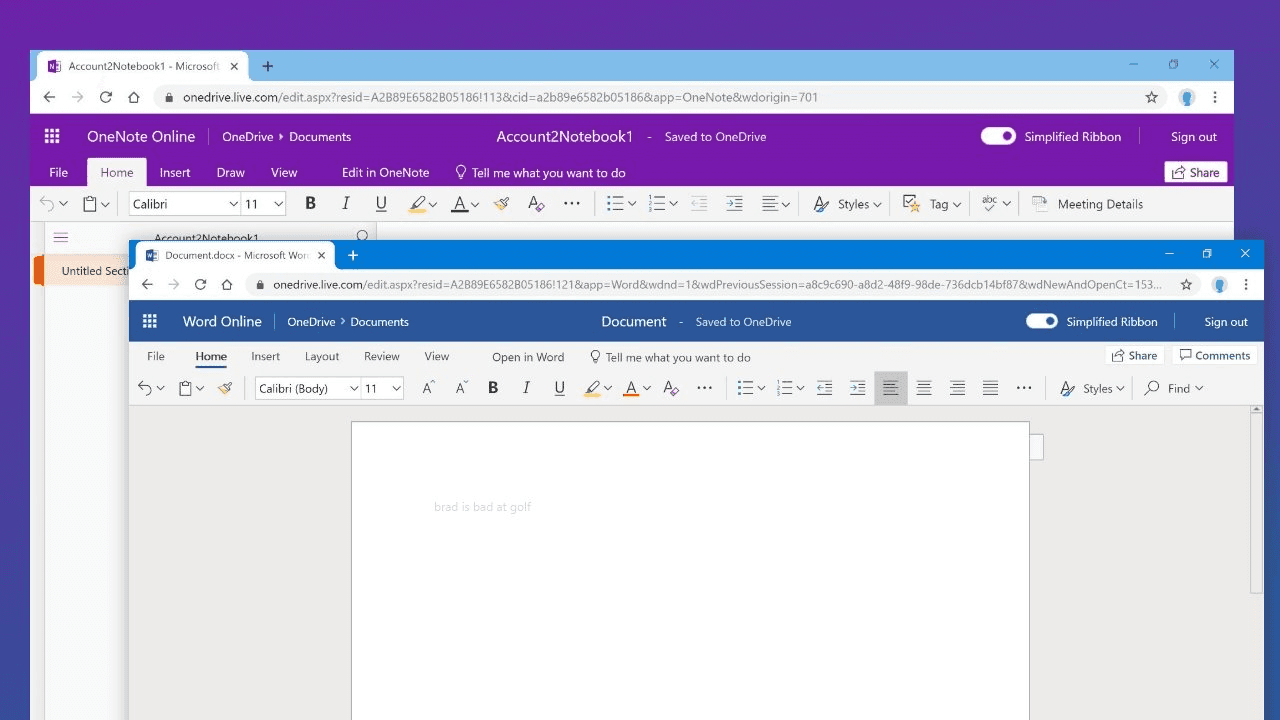 Account2Notebook1 - Microsoft
onedrive.live.com/edit.aspx?resid=A2B89E6582B05186!113&cid=a2b89e6582b05186&app=OneNote&wdorigin=701
OneNote Online OneDrive Documents Account2Notebook1 - Saved to OneDrive Simplified Ribbon Sign out
File Home Insert Draw View Edit in OneNote Tell me what you want to do Share
Calibri 11 B I U A A Styles Tag abc Meeting Details
Account2Notebook1
Untitled Secti
Document.docx - Microsoft Wor
onedrive.live.com/edit.aspx?resid=A2B89E6582B05186!121&app=Word&wdnd=1&wdPreviousSession=a8c9c690-a8d2-48f9-98de-736dcb14bf87&wdNewAndOpenCt=153...
Word Online OneDrive Documents Document - Saved to OneDrive Simplified Ribbon Sign out
File Home Insert Layout Review View Open in Word Tell me what you want to do Share Comments
Calibri (Body) 11 A A B I U A A Styles Find
brad is bad at golf